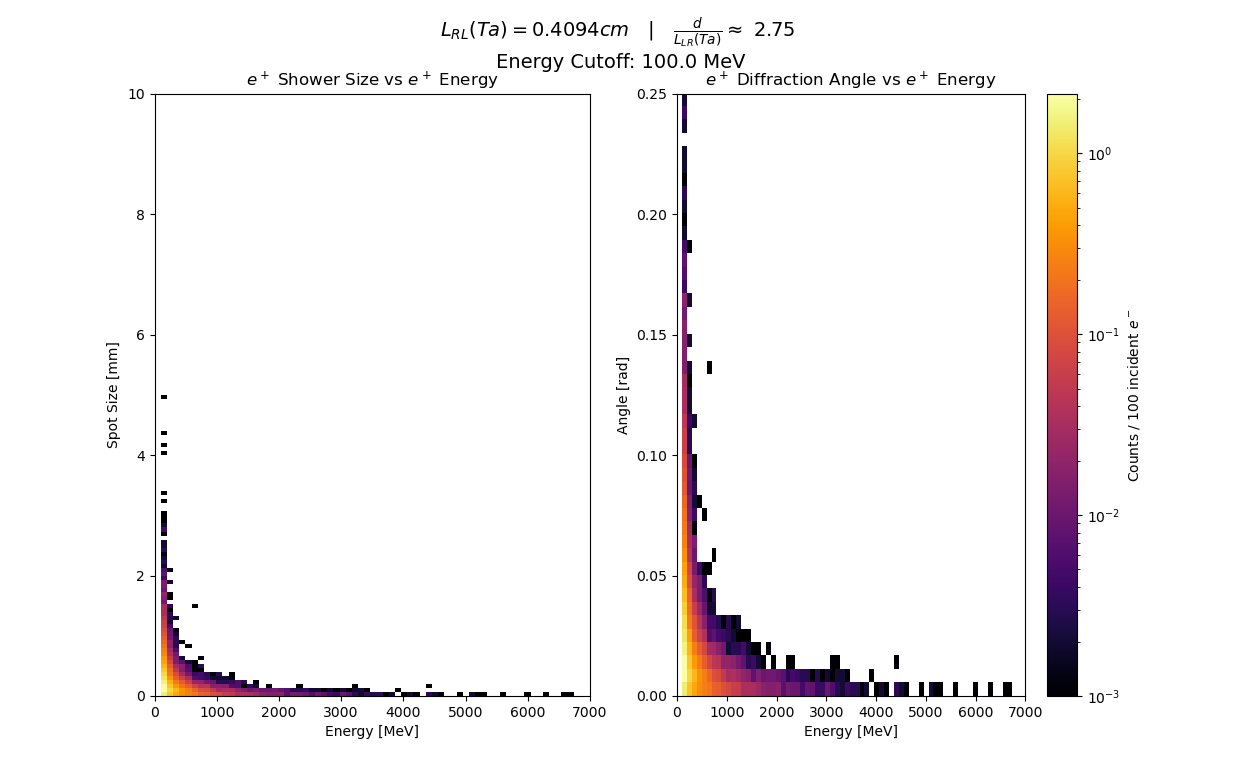 L_{RL}(Ta) = 0.4094cm | \frac{d}{L_{LR}(Ta)} ≈ 2.75
Energy Cutoff: 100.0 MeV
e⁺ Shower Size vs e⁺ Energy
10
8
6
4
2
0
Spot Size [mm]
0 1000 2000 3000 4000 5000 6000 7000
Energy [MeV]
e⁺ Diffraction Angle vs e⁺ Energy
0.25
0.20
0.15
0.10
0.05
0.00
Angle [rad]
0 1000 2000 3000 4000 5000 6000 7000
Energy [MeV]
10⁰
10⁻¹
10⁻²
10⁻³
Counts / 100 incident e⁻